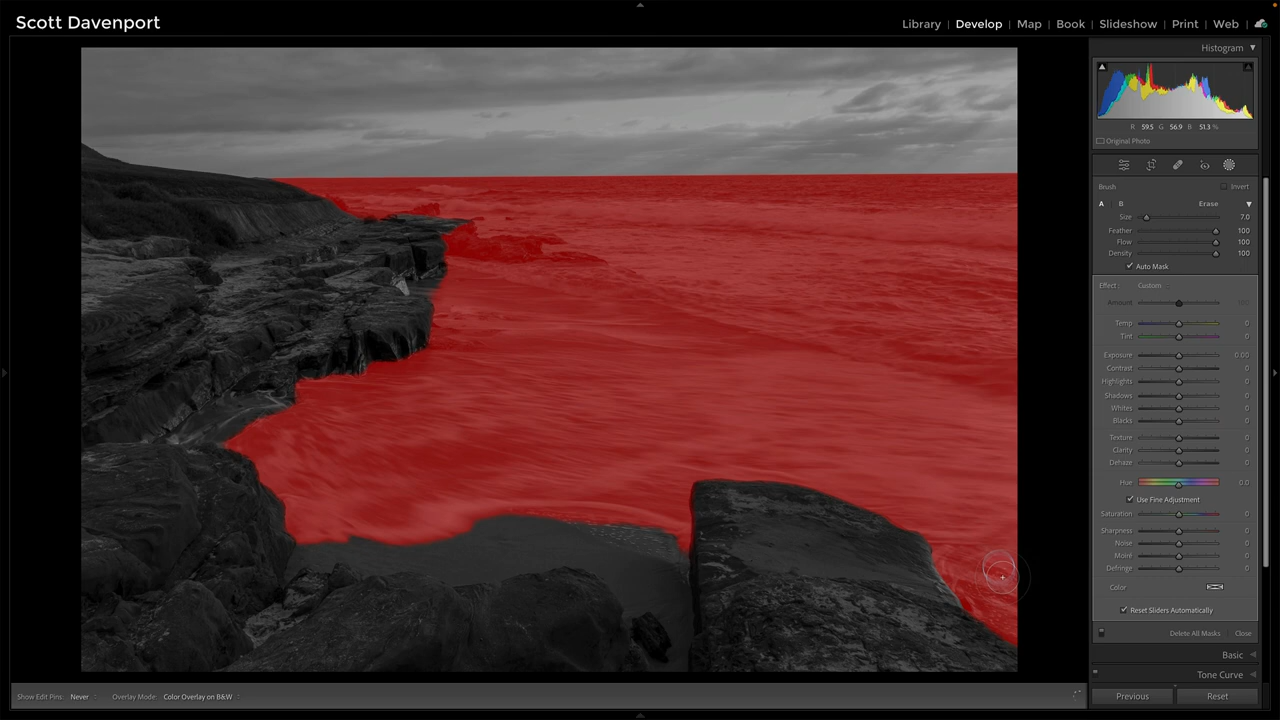 Scott Davenport
Library | Develop | Map | Book | Slideshow | Print | Web
Histogram
R 59.5 G 56.9 B 51.3 %
Original Photo
Brush Invert
A B Erase
Size 7.0
Feather 100
Flow 100
Density 100
Auto Mask
Effect : Custom
Amount 100
Temp 0
Tint 0
Exposure 0.00
Contrast 0
Highlights 0
Shadows 0
Whites 0
Blacks 0
Texture 0
Clarity 0
Dehaze 0
Hue 0.0
Use Fine Adjustment
Saturation 0
Sharpness 0
Noise 0
Moiré 0
Defringe 0
Color
Reset Sliders Automatically
Delete All Masks Close
Basic
Tone Curve
Show Edit Pins: Never Overlay Mode: Color Overlay on B&W
Previous Reset